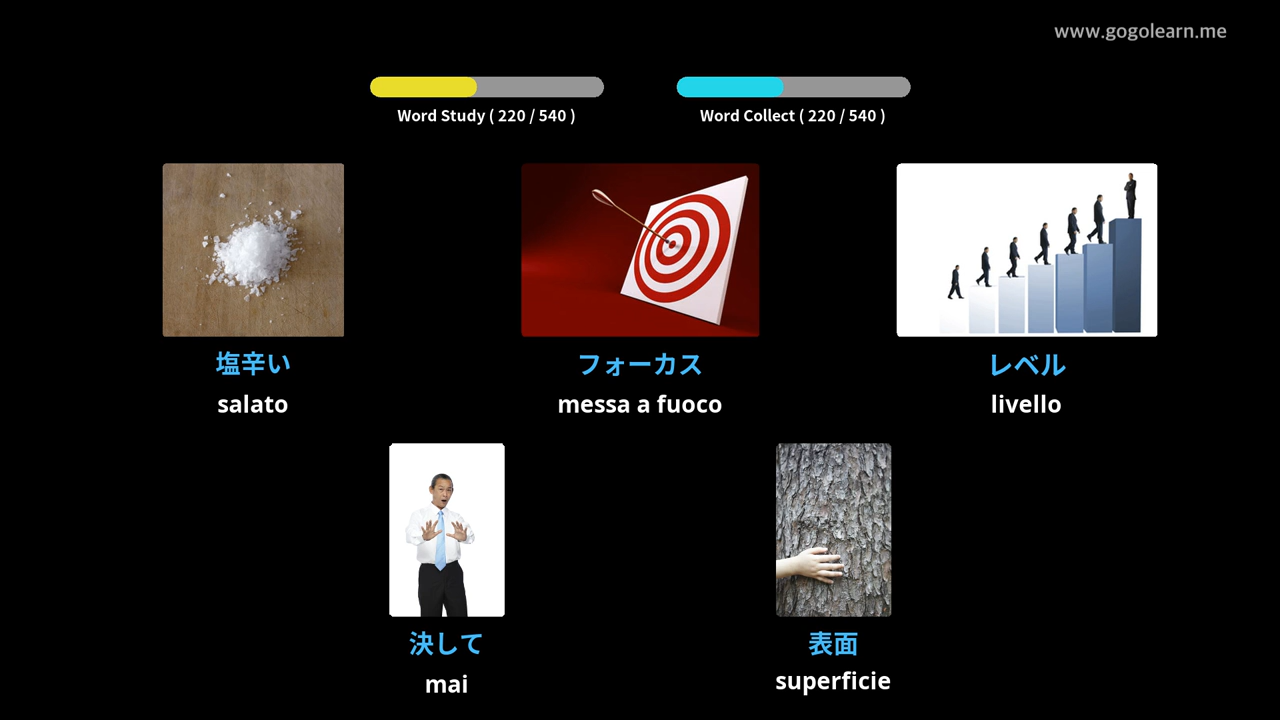 www.gogolearn.me
Word Study ( 220 / 540 )
Word Collect ( 220 / 540 )
塩辛い
フォーカス
レベル
salato
messa a fuoco
livello
決して
表面
mai
superficie